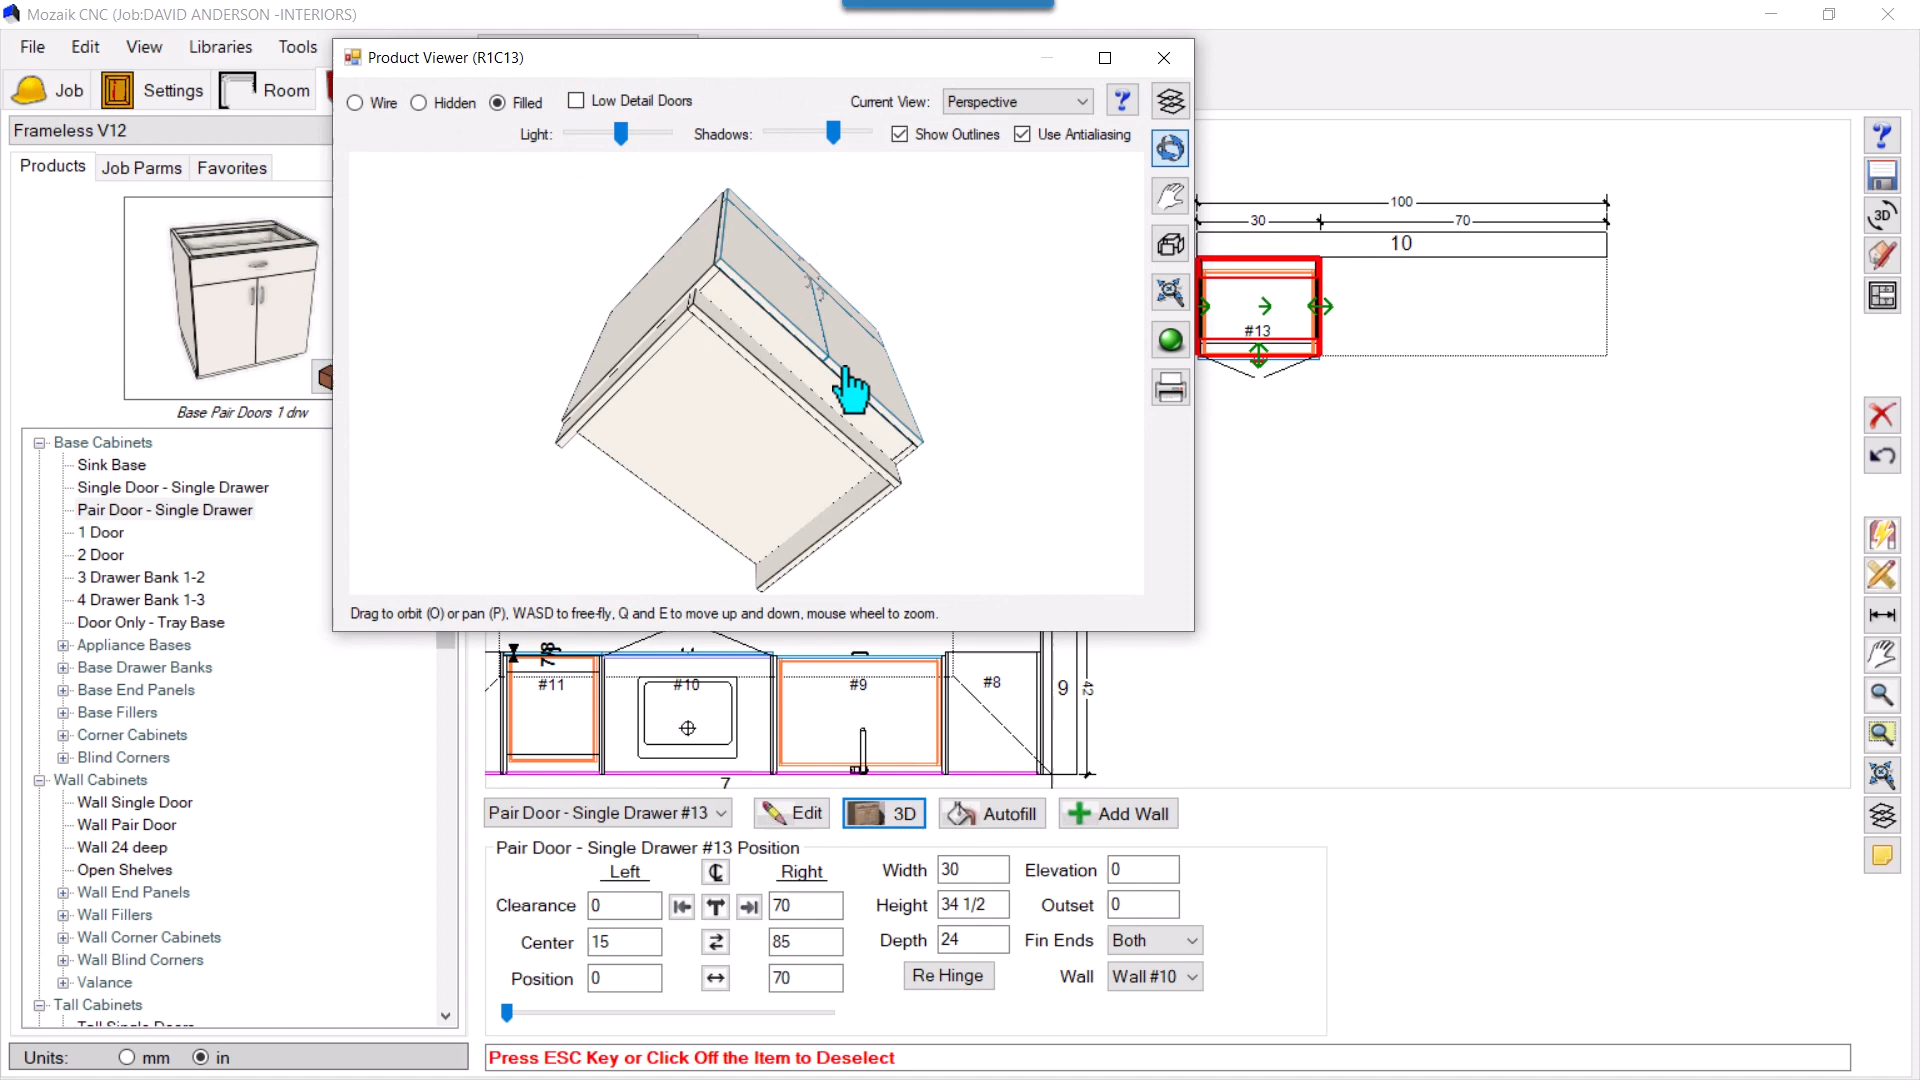 Mozaik CNC (Job:DAVID ANDERSON -INTERIORS)
File Edit View Libraries Tools
Job Settings Room
Frameless V12
Products Job Parms Favorites
Base Pair Doors 1 drw
Base Cabinets
Sink Base
Single Door - Single Drawer
Pair Door - Single Drawer
1 Door
2 Door
3 Drawer Bank 1-2
4 Drawer Bank 1-3
Door Only - Tray Base
Appliance Bases
Base Drawer Banks
Base End Panels
Base Fillers
Corner Cabinets
Blind Corners
Wall Cabinets
Wall Single Door
Wall Pair Door
Wall 24 deep
Open Shelves
Wall End Panels
Wall Fillers
Wall Corner Cabinets
Wall Blind Corners
Valance
Tall Cabinets
Tall Single Doors
Units: mm in
Product Viewer (R1C13)
Wire Hidden Filled Low Detail Doors Current View: Perspective ?
Light: Shadows: Show Outlines Use Antialiasing
Drag to orbit (O) or pan (P), WASD to free-fly, Q and E to move up and down, mouse wheel to zoom.
100
30 70
10
#13
?
3D
7/8
#11 #10 #9 #8 9 42
7
Pair Door - Single Drawer #13 Edit 3D Autofill Add Wall
Pair Door - Single Drawer #13 Position
Left Right Width 30 Elevation 0
Clearance 0 70 Height 34 1/2 Outset 0
Center 15 85 Depth 24 Fin Ends Both
Position 0 70 Re Hinge Wall Wall #10
Press ESC Key or Click Off the Item to Deselect